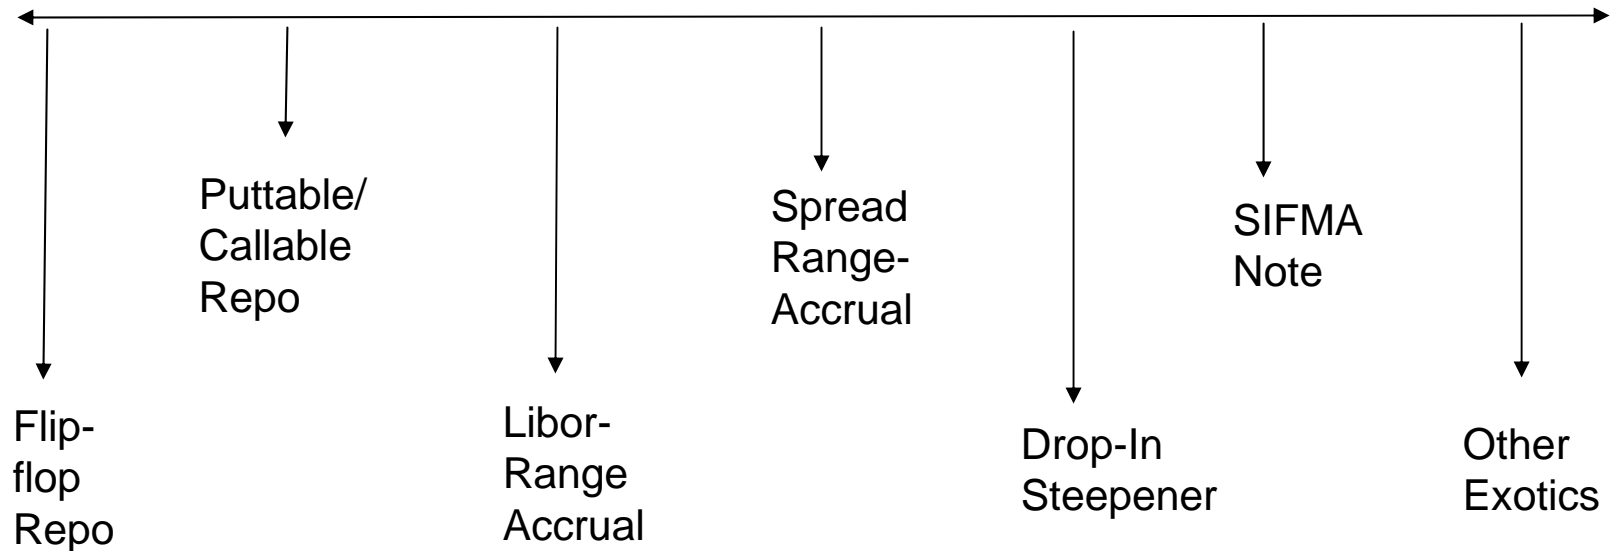 Flip-
flop
Repo
Puttable/
Callable
Repo
Libor-
Range
Accrual
Spread
Range-
Accrual
Drop-In
Steepener
SIFMA
Note
Other
Exotics